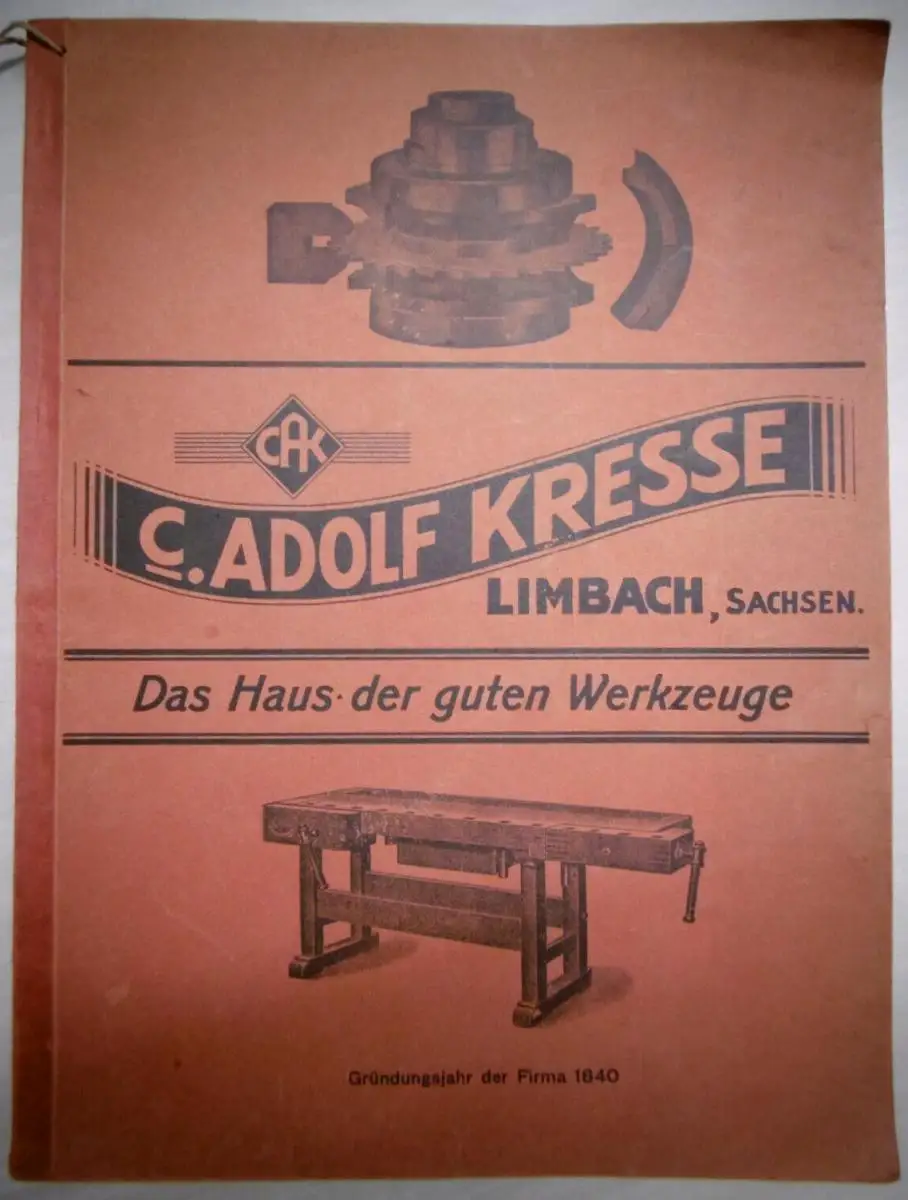 CAK
C. ADOLF KRESSE
LIMBACH, SACHSEN.
Das Haus der guten Werkzeuge
Gründungsjahr der Firma 1840